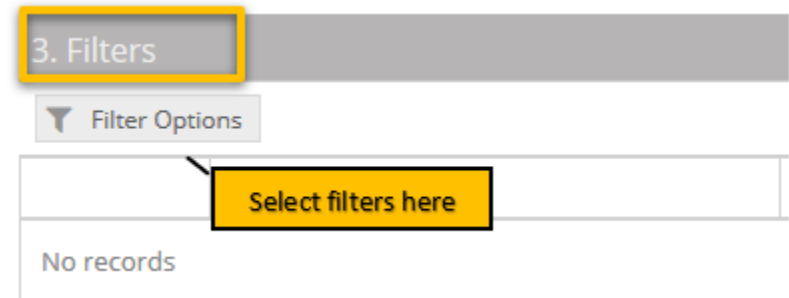 3. Filters
Filter Options
Select filters here
No records